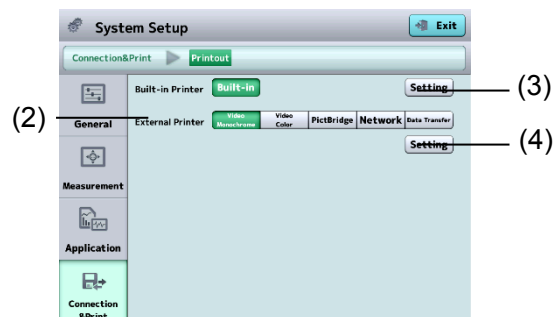 System Setup
Exit
Connection&Print
Printout
Built-in Printer
Built-in
Setting
(3)
General
(2)
External Printer
Video Monochrome
Video Color
PictBridge
Network
Data Transfer
Setting
(4)
Measurement
Application
Connection
&Print